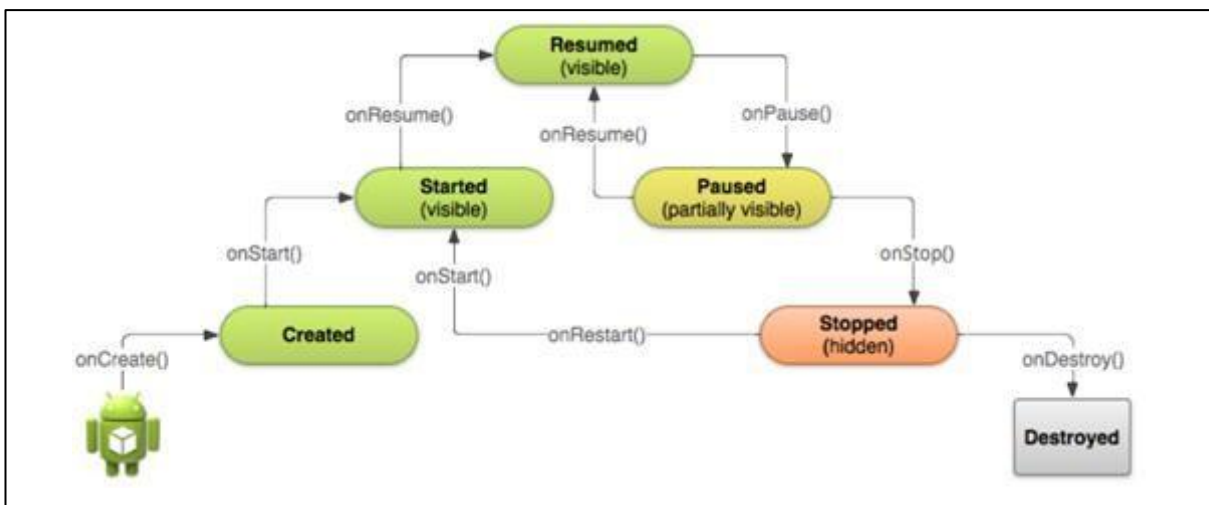 Resumed
(visible)
onResume()
onResume()
onPause()
Started
(visible)
Paused
(partially visible)
onStart()
onStart()
onStop()
Created
onRestart()
Stopped
(hidden)
onCreate()
onDestroy()
Destroyed